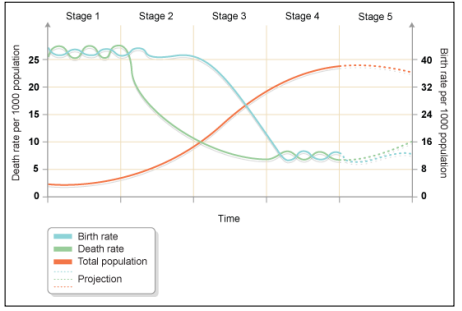 Stage 1 Stage 2 Stage 3 Stage 4 Stage 5
Death rate per 1000 population
25
20
15
10
5
0
Birth rate per 1000 population
40
32
24
16
8
0
Time
Birth rate
Death rate
Total population
Projection